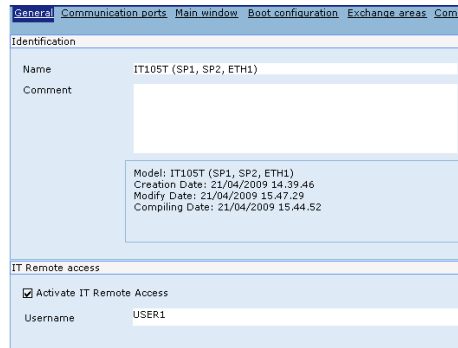 General Communication ports Main window Boot configuration Exchange areas Com
Identification
Name IT105T (SP1, SP2, ETH1)
Comment
Model: IT105T (SP1, SP2, ETH1)
Creation Date: 21/04/2009 14.39.46
Modify Date: 21/04/2009 15.47.29
Compiling Date: 21/04/2009 15.44.52
IT Remote access
Activate IT Remote Access
Username USER1